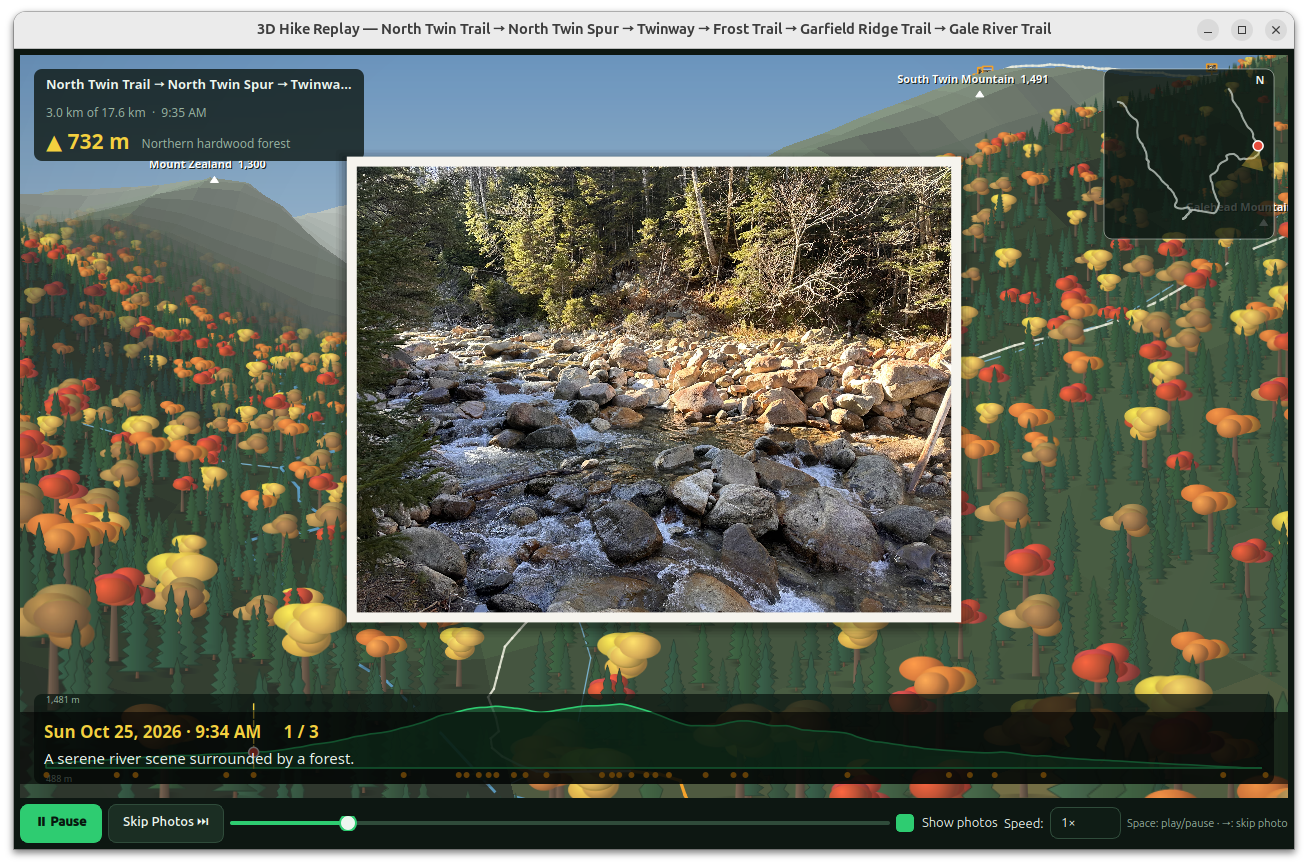 3D Hike Replay — North Twin Trail → North Twin Spur → Twinway → Frost Trail → Garfield Ridge Trail → Gale River Trail
North Twin Trail → North Twin Spur → Twinwa...
3.0 km of 17.6 km · 9:35 AM
▲ 732 m Northern hardwood forest
South Twin Mountain 1,491
N
Mount Zealand 1,300
Galehead Mountai
1,481 m
Sun Oct 25, 2026 · 9:34 AM 1 / 3
A serene river scene surrounded by a forest.
488 m
Pause
Skip Photos
Show photos
Speed:
1×
Space: play/pause · →: skip photo